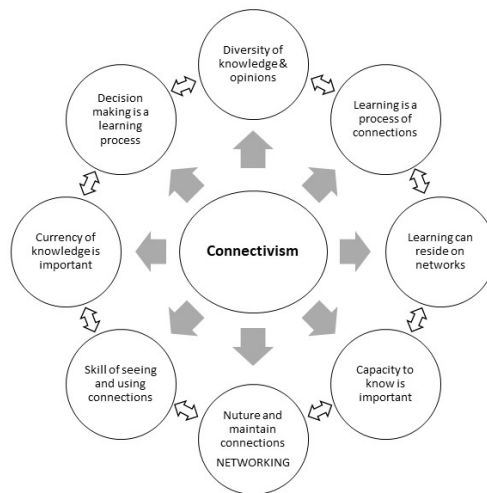 Diversity of
knowledge &
opinions
Learning is a
process of
connections
Learning can
reside on
networks
Capacity to
know is
important
Nuture and
maintain
connections
NETWORKING
Skill of seeing
and using
connections
Currency of
knowledge is
important
Decision
making is a
learning
process
Connectivism